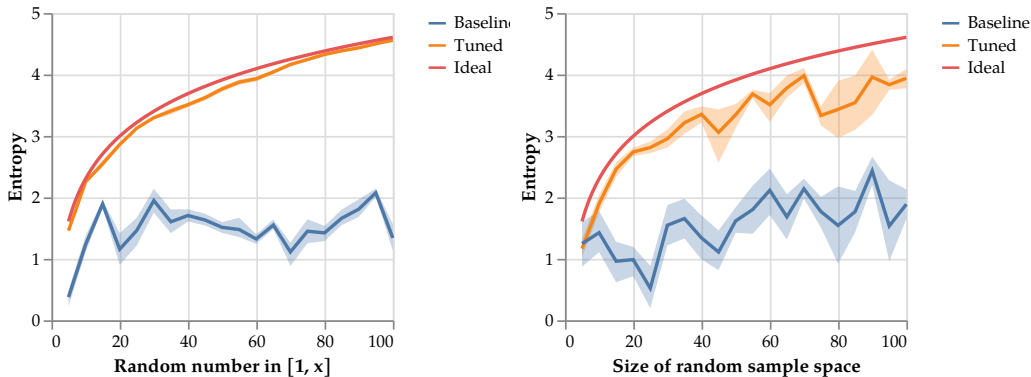 5
4
3
2
1
0
Entropy
0
20
40
60
80
100
Random number in [1, x]
Baseline
Tuned
Ideal
5
4
3
2
1
0
Entropy
0
20
40
60
80
100
Size of random sample space
Baseline
Tuned
Ideal